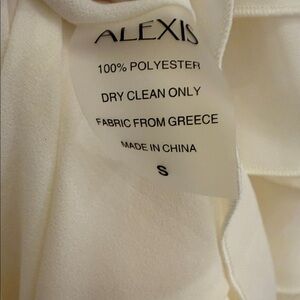 ALEXIS
100% POLYESTER
DRY CLEAN ONLY
FABRIC FROM GREECE
MADE IN CHINA
S